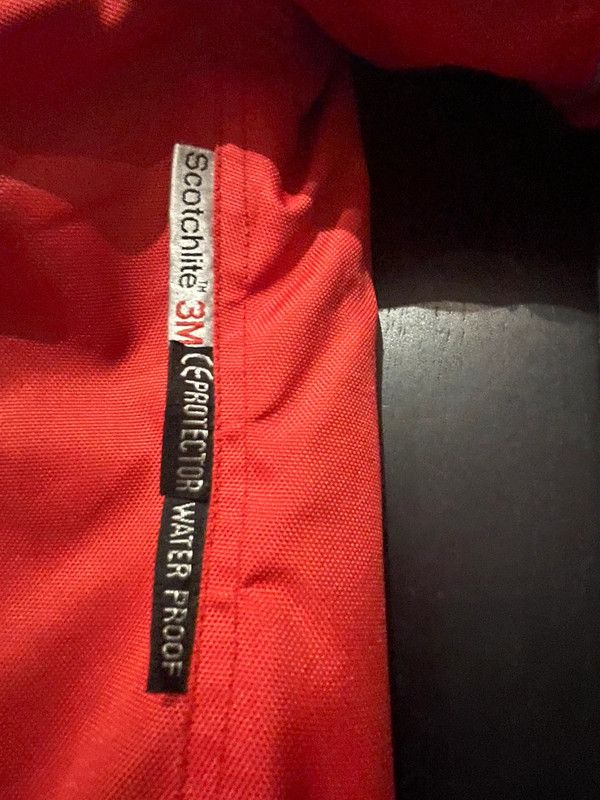 Scotchlite™ 3M
CE PROTECTOR
WATER PROOF